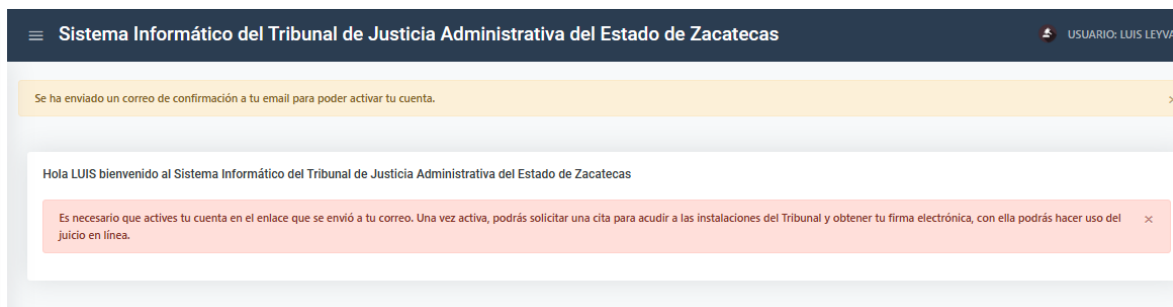 Sistema Informático del Tribunal de Justicia Administrativa del Estado de Zacatecas
USUARIO: LUIS LEYVA
Se ha enviado un correo de confirmación a tu email para poder activar tu cuenta.
Hola LUIS bienvenido al Sistema Informático del Tribunal de Justicia Administrativa del Estado de Zacatecas
Es necesario que actives tu cuenta en el enlace que se envió a tu correo. Una vez activa, podrás solicitar una cita para acudir a las instalaciones del Tribunal y obtener tu firma electrónica, con ella podrás hacer uso del
juicio en línea.